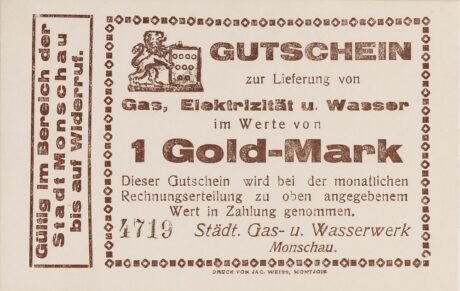 Gültig im Bereich der
Stadt Monschau
bis auf Widerruf.
GUTSCHEIN
zur Lieferung von
Gas, Elektrizität u. Wasser
im Werte von
1 Gold-Mark
Dieser Gutschein wird bei der monatlichen
Rechnungserteilung zu oben angegebenem
Wert in Zahlung genommen.
4719 Städt. Gas- u. Wasserwerk
Monschau.
DRUCK VON JAC. WEISS, MONTJOIE